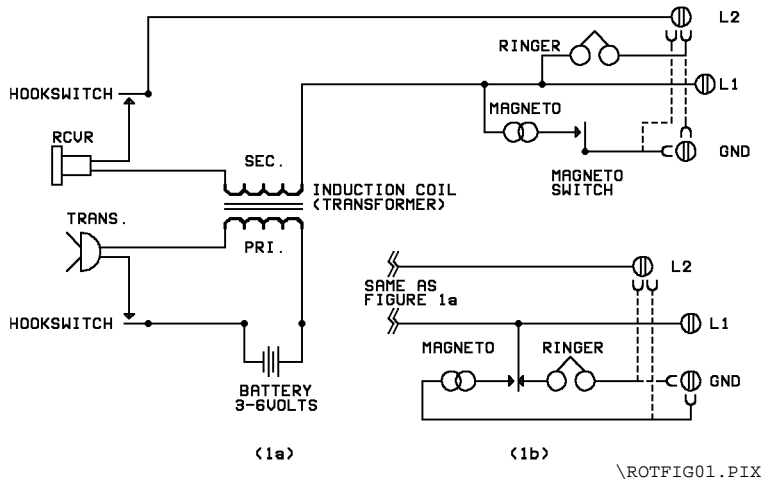 L2
RINGER
HOOKSWITCH
L1
MAGNETO
RCVR
GND
SEC.
MAGNETO
SWITCH
INDUCTION COIL
(TRANSFORMER)
TRANS.
PRI.
L2
SAME AS
FIGURE 1a
HOOKSWITCH
L1
MAGNETO
RINGER
GND
BATTERY
3-6VOLTS
(1a)
(1b)
\ROTFIG01.PIX